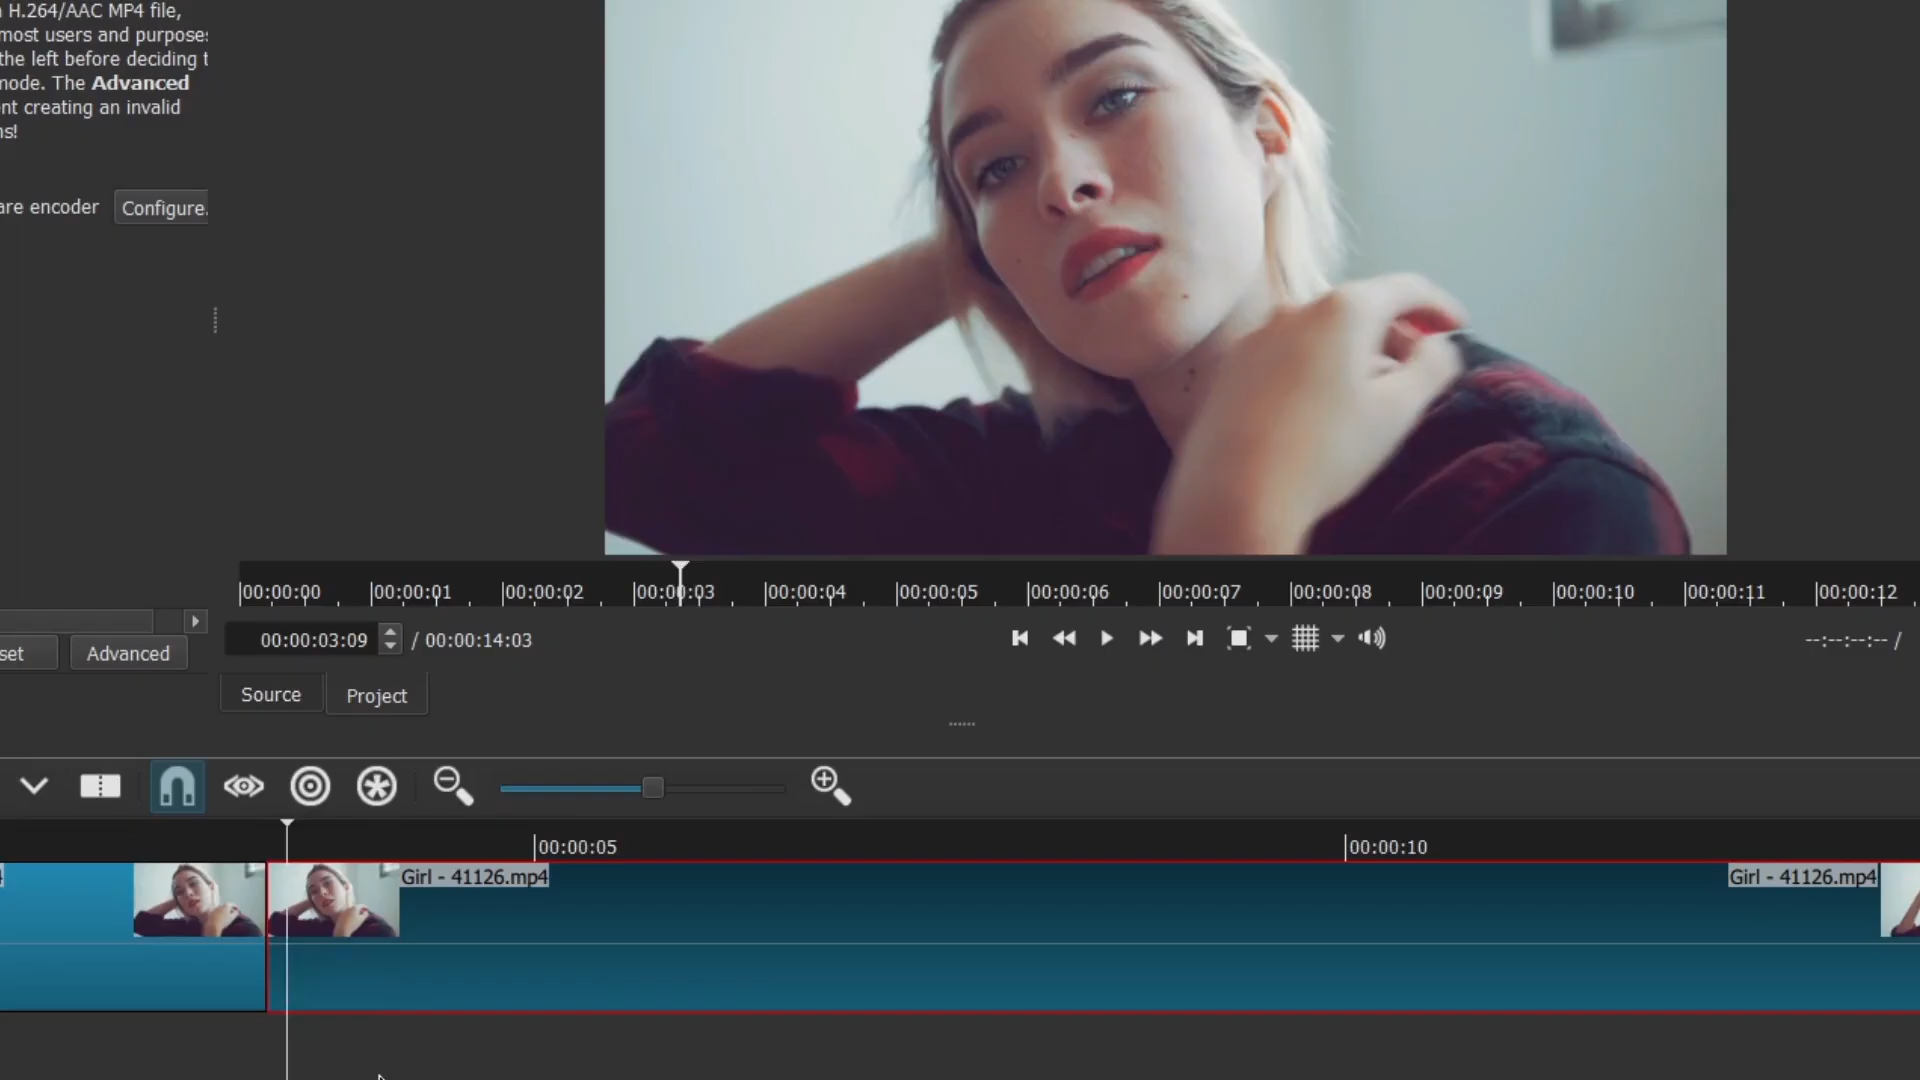 H.264/AAC MP4 file,
most users and purposes
the left before deciding t
mode. The Advanced
nt creating an invalid
ns!
are encoder Configure.
00:00:00 00:00:01 00:00:02 00:00:03 00:00:04 00:00:05 00:00:06 00:00:07 00:00:08 00:00:09 00:00:10 00:00:11 00:00:12
set Advanced
00:00:03:09 / 00:00:14:03
--:--:--:-- /
Source Project
00:00:05 00:00:10
Girl - 41126.mp4 Girl - 41126.mp4